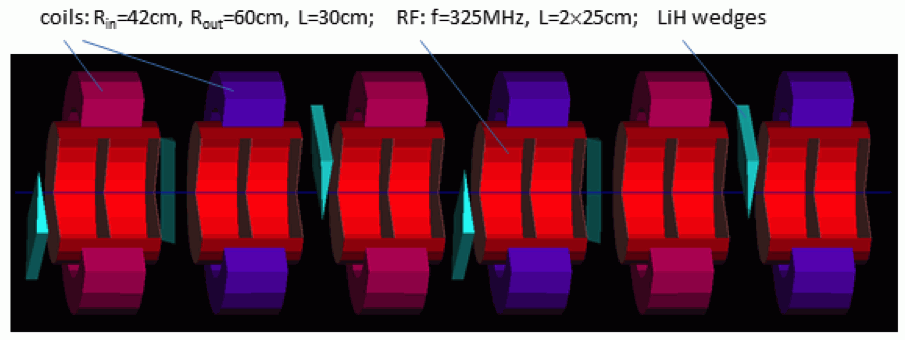 coils: Rin=42cm, Rout=60cm, L=30cm; RF: f=325MHz, L=2×25cm; LiH wedges